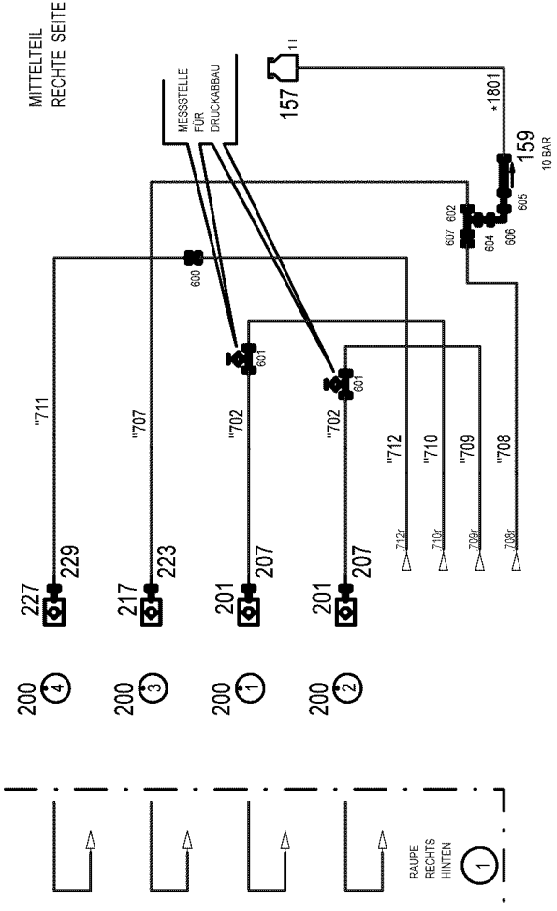 MITTELTEIL
RECHTE SEITE
200
4
227
229
"711
200
3
217
223
"707
MESSSTELLE
FÜR
DRUCKABBAU
600
200
1
201
207
"702
601
157
1l
200
2
201
207
"702
601
712r
"712
710r
"710
709r
"709
708r
"708
607
602
604
606
605
*1801
159
10 BAR
RAUPE
RECHTS
HINTEN
1